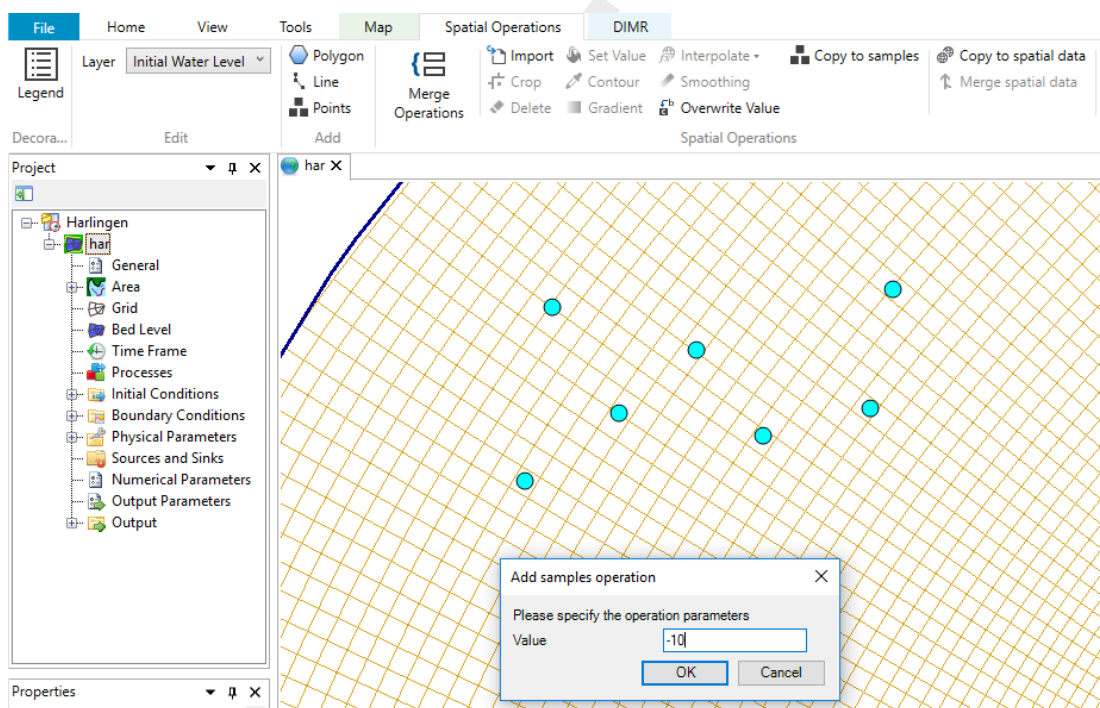 File Home View Tools Map Spatial Operations DIMR
Legend
Layer Initial Water Level
Decora...
Edit
Polygon
Line
Points
Add
Merge
Operations
Import Set Value Interpolate Copy to samples
Crop Contour Smoothing
Delete Gradient Overwrite Value
Spatial Operations
Copy to spatial data
Merge spatial data
Project
har
Harlingen
har
General
Area
Grid
Bed Level
Time Frame
Processes
Initial Conditions
Boundary Conditions
Physical Parameters
Sources and Sinks
Numerical Parameters
Output Parameters
Output
Properties
Add samples operation
Please specify the operation parameters
Value -10
OK Cancel